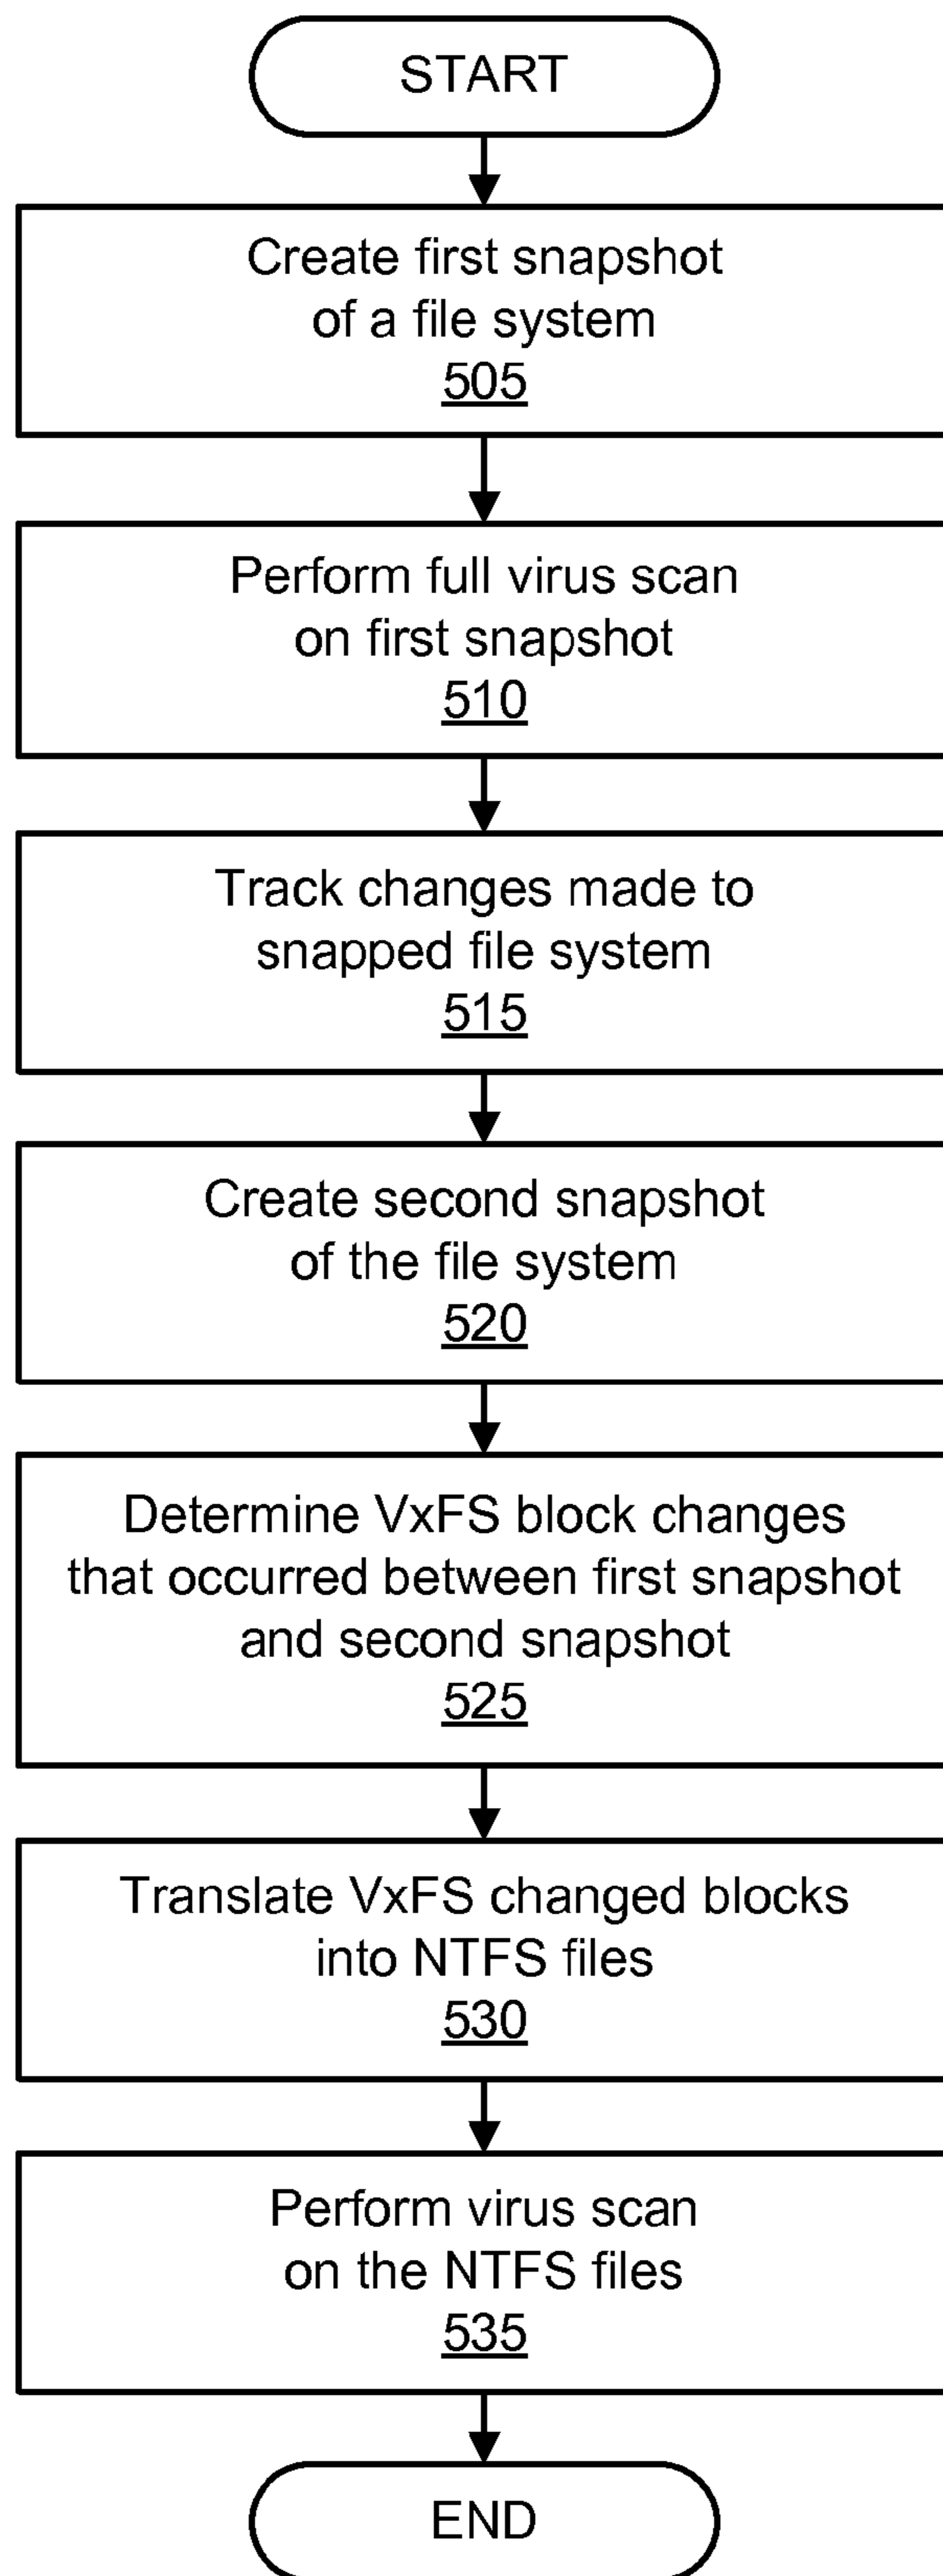 START
Create first snapshot
of a file system
505
Perform full virus scan
on first snapshot
510
Track changes made to
snapped file system
515
Create second snapshot
of the file system
520
Determine VxFS block changes
that occurred between first snapshot
and second snapshot
525
Translate VxFS changed blocks
into NTFS files
530
Perform virus scan
on the NTFS files
535
END